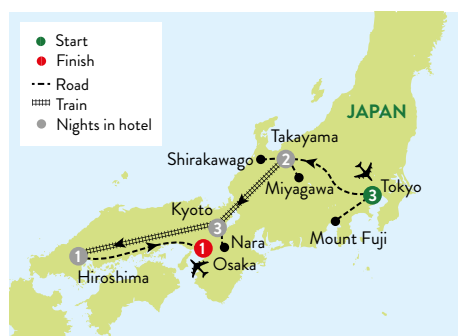 Start
Finish
Road
Train
Nights in hotel
JAPAN
Takayama
Shirakawago
2
Miyagawa
3
Tokyo
Kyoto
3
Mount Fuji
Nara
1
1
Osaka
Hiroshima